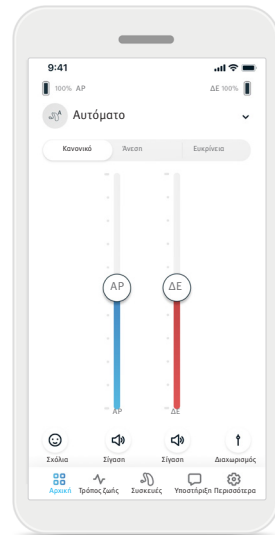 9:41
100% ΑΡ ΔΕ 100%
Αυτόματο
Κανονικό Άνεση Ευκρίνεια
ΑΡ ΔΕ
ΑΡ ΔΕ
Σχόλια Σίγαση Σίγαση Διαχωρισμός
Αρχική Τρόπος ζωής Συσκευές Υποστήριξη Περισσότερα